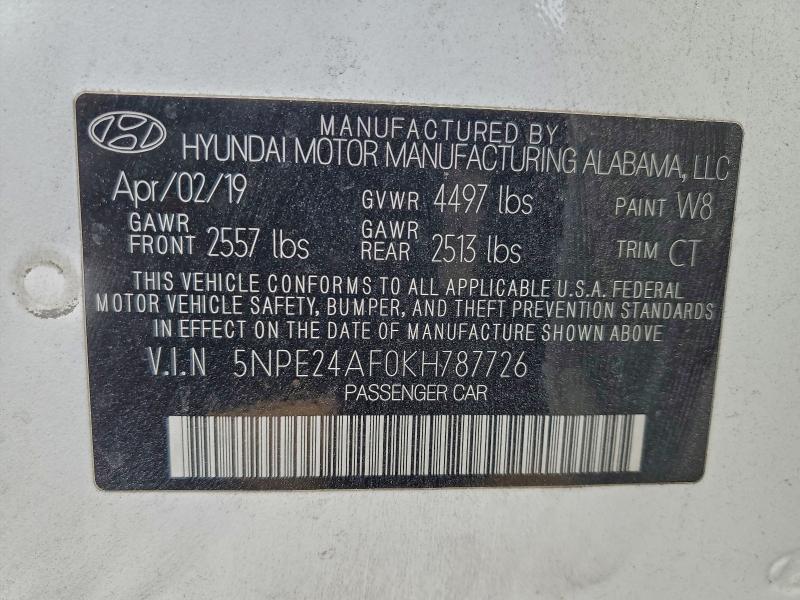 MANUFACTURED BY
HYUNDAI MOTOR MANUFACTURING ALABAMA, LLC
Apr/02/19 GVWR 4497 lbs PAINT W8
GAWR FRONT 2557 lbs GAWR REAR 2513 lbs TRIM CT
THIS VEHICLE CONFORMS TO ALL APPLICABLE U.S.A. FEDERAL
MOTOR VEHICLE SAFETY, BUMPER, AND THEFT PREVENTION STANDARDS
IN EFFECT ON THE DATE OF MANUFACTURE SHOWN ABOVE
V.I.N 5NPE24AF0KH787726
PASSENGER CAR